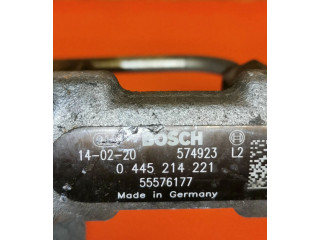 BOSCH
14-02-20 574923 L2
0 445 214 221
55576177
Made in Germany